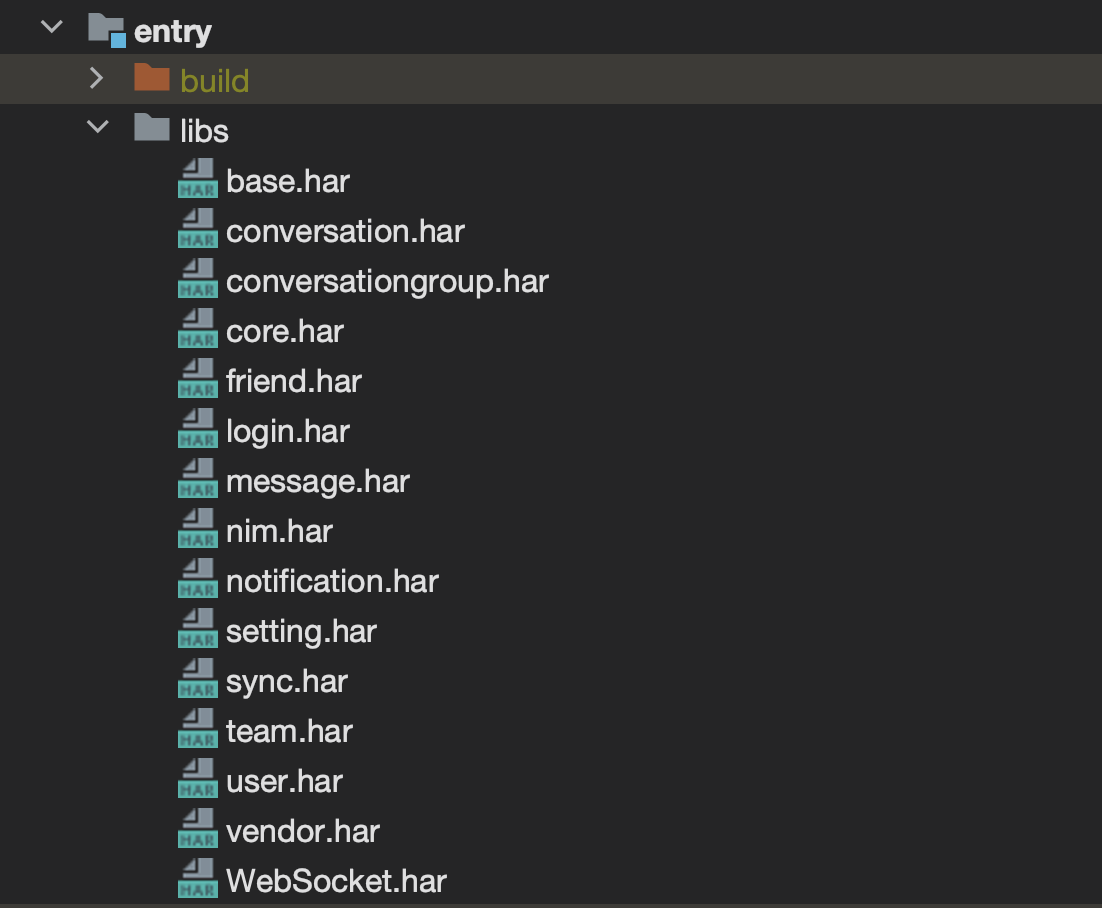 entry
build
libs
HAR base.har
HAR conversation.har
HAR conversationgroup.har
HAR core.har
HAR friend.har
HAR login.har
HAR message.har
HAR nim.har
HAR notification.har
HAR setting.har
HAR sync.har
HAR team.har
HAR user.har
HAR vendor.har
HAR WebSocket.har